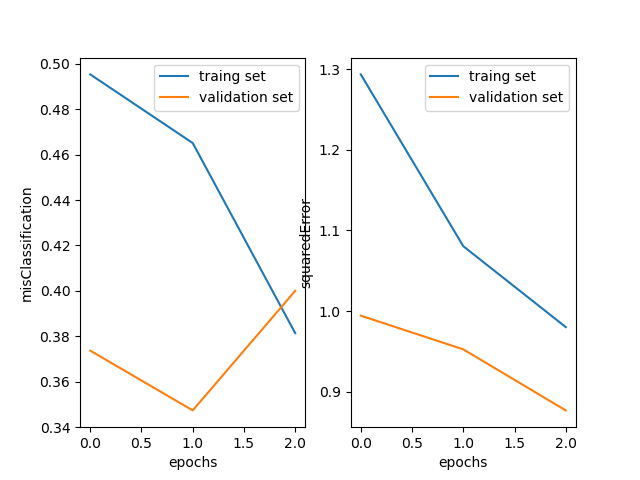 traing set
validation set
0.50
0.48
0.46
0.44
0.42
0.40
0.38
0.36
0.34
misClassification
0.0 0.5 1.0 1.5 2.0
epochs
traing set
validation set
1.3
1.2
1.1
1.0
0.9
squaredError
0.0 0.5 1.0 1.5 2.0
epochs